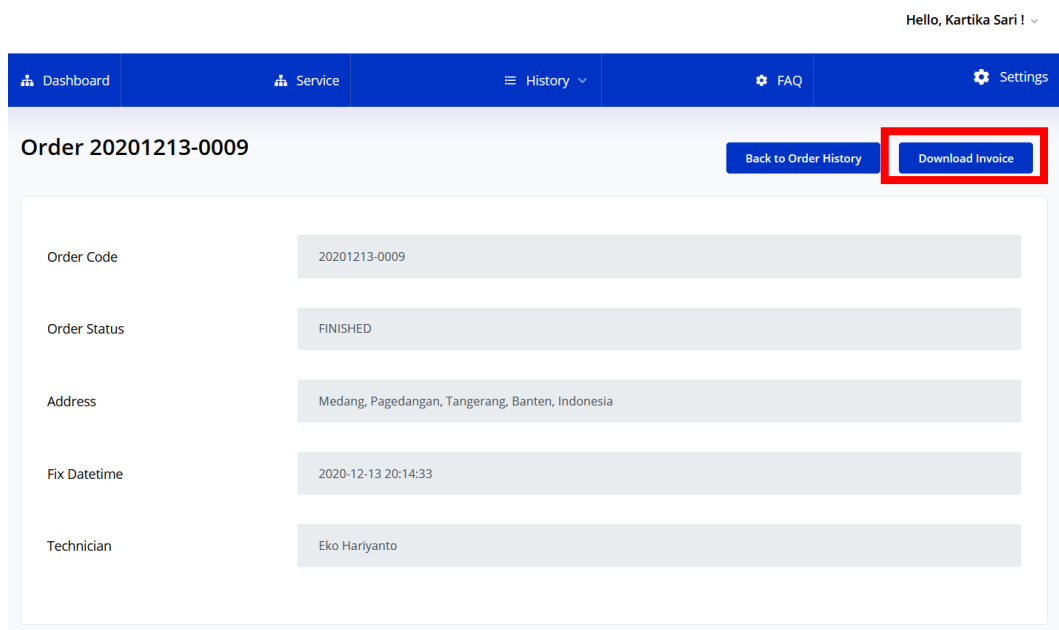 Hello, Kartika Sari !
Dashboard Service History FAQ Settings
Order 20201213-0009
Back to Order History Download Invoice
Order Code 20201213-0009
Order Status FINISHED
Address Medang, Pagedangan, Tangerang, Banten, Indonesia
Fix Datetime 2020-12-13 20:14:33
Technician Eko Hariyanto